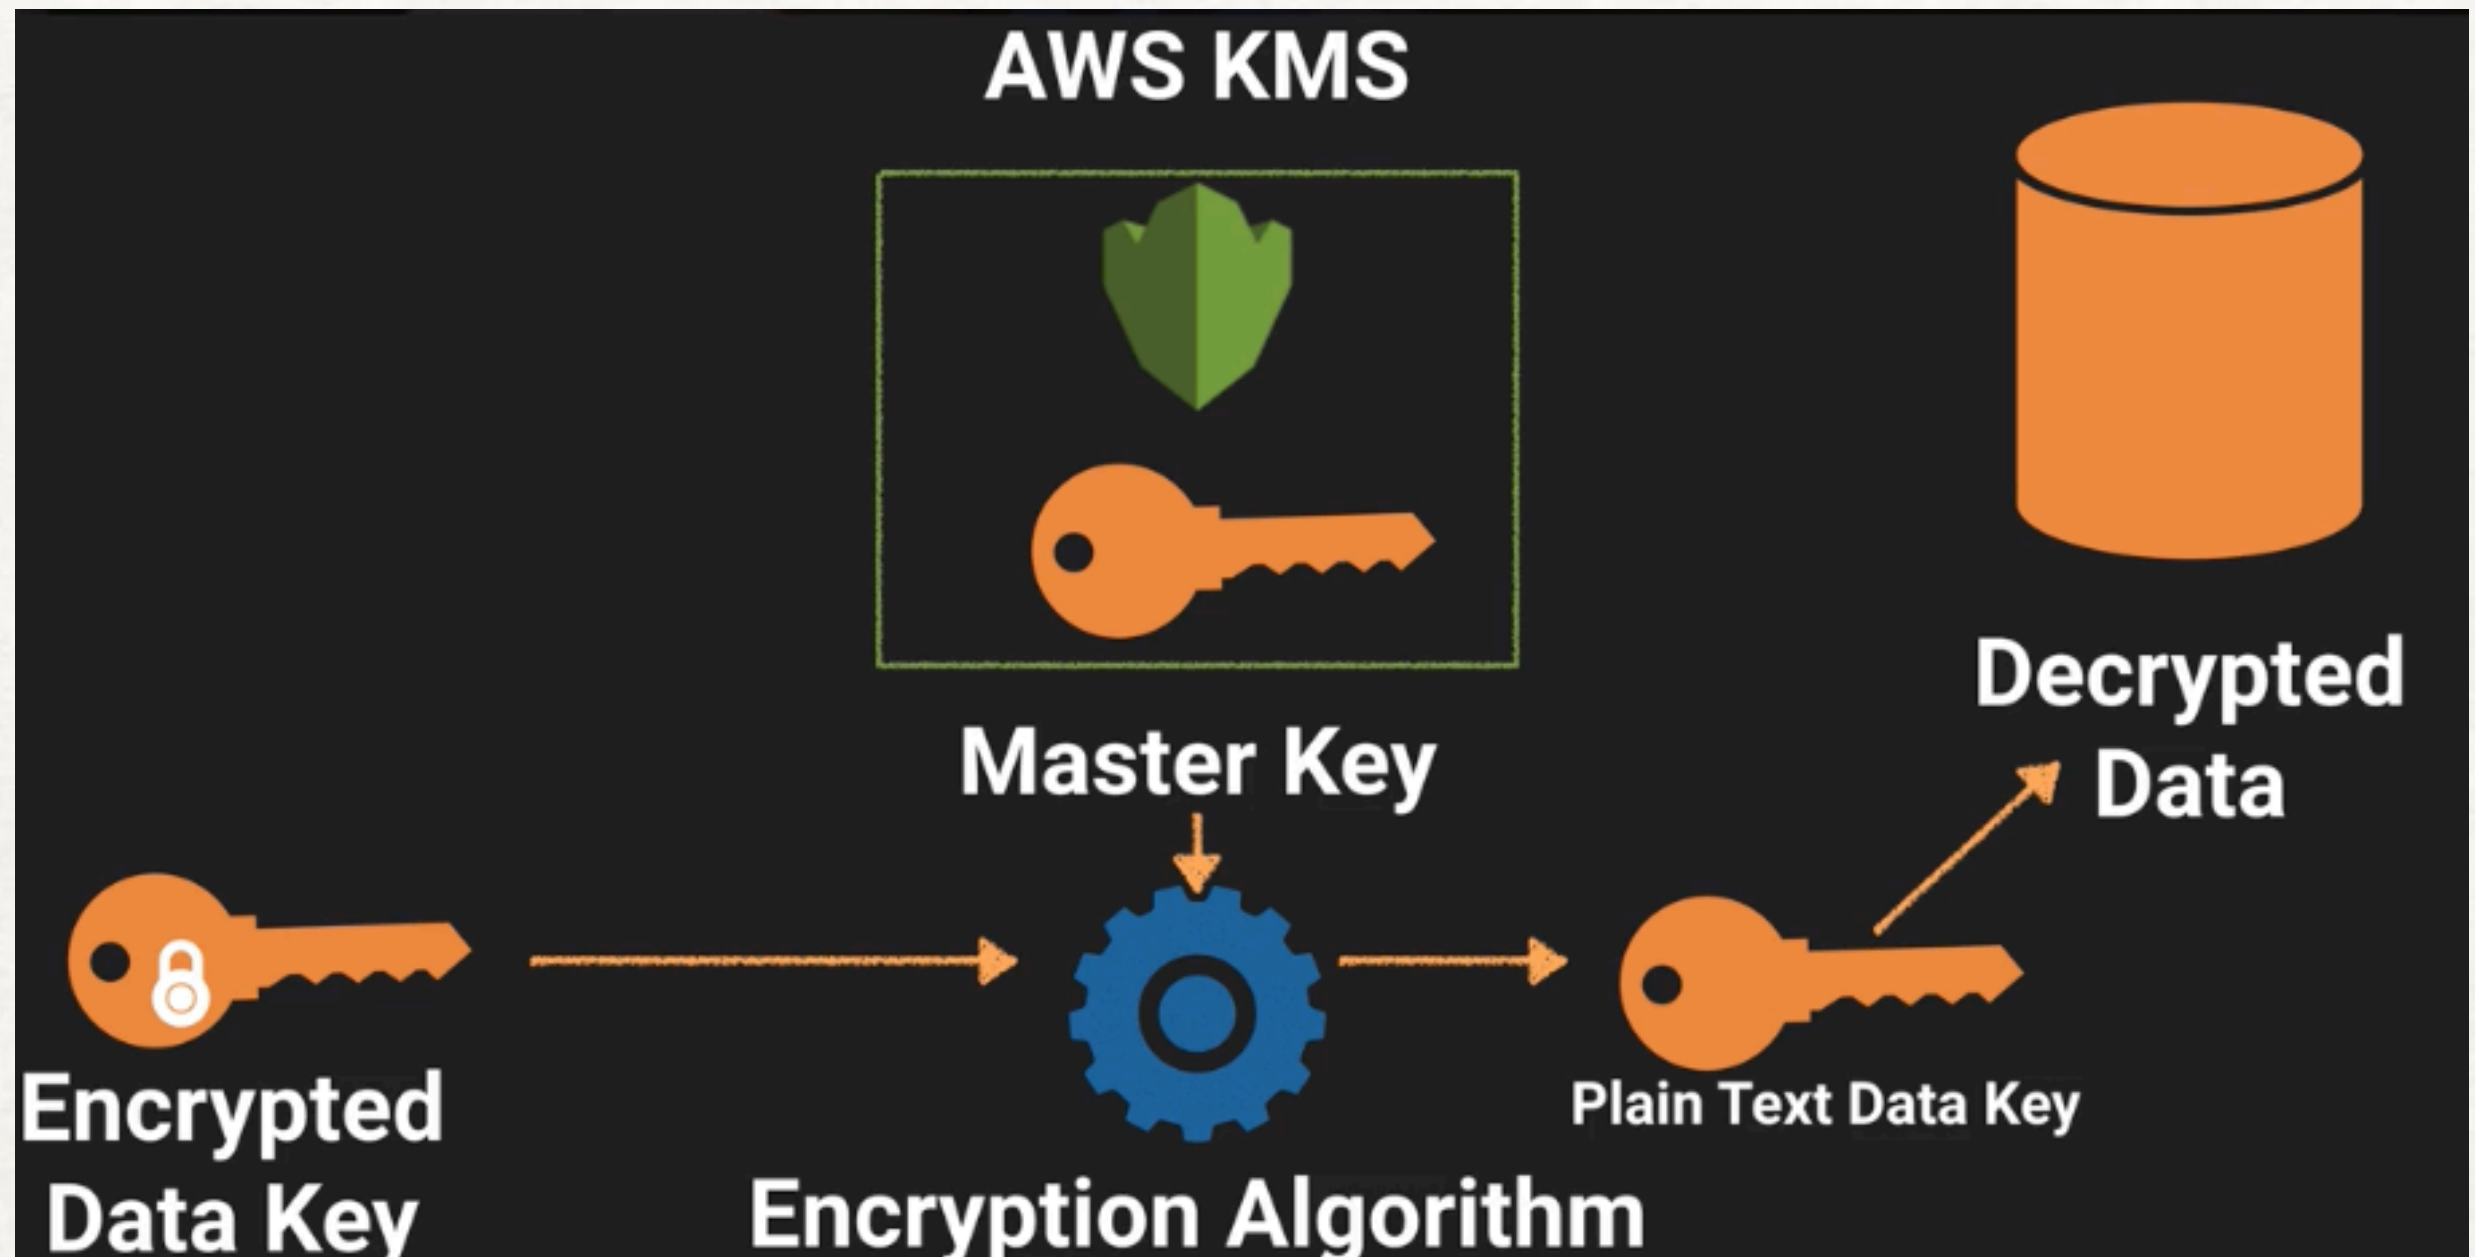 AWS KMS
Master Key
Decrypted
Data
Encrypted
Data Key
Encryption Algorithm
Plain Text Data Key